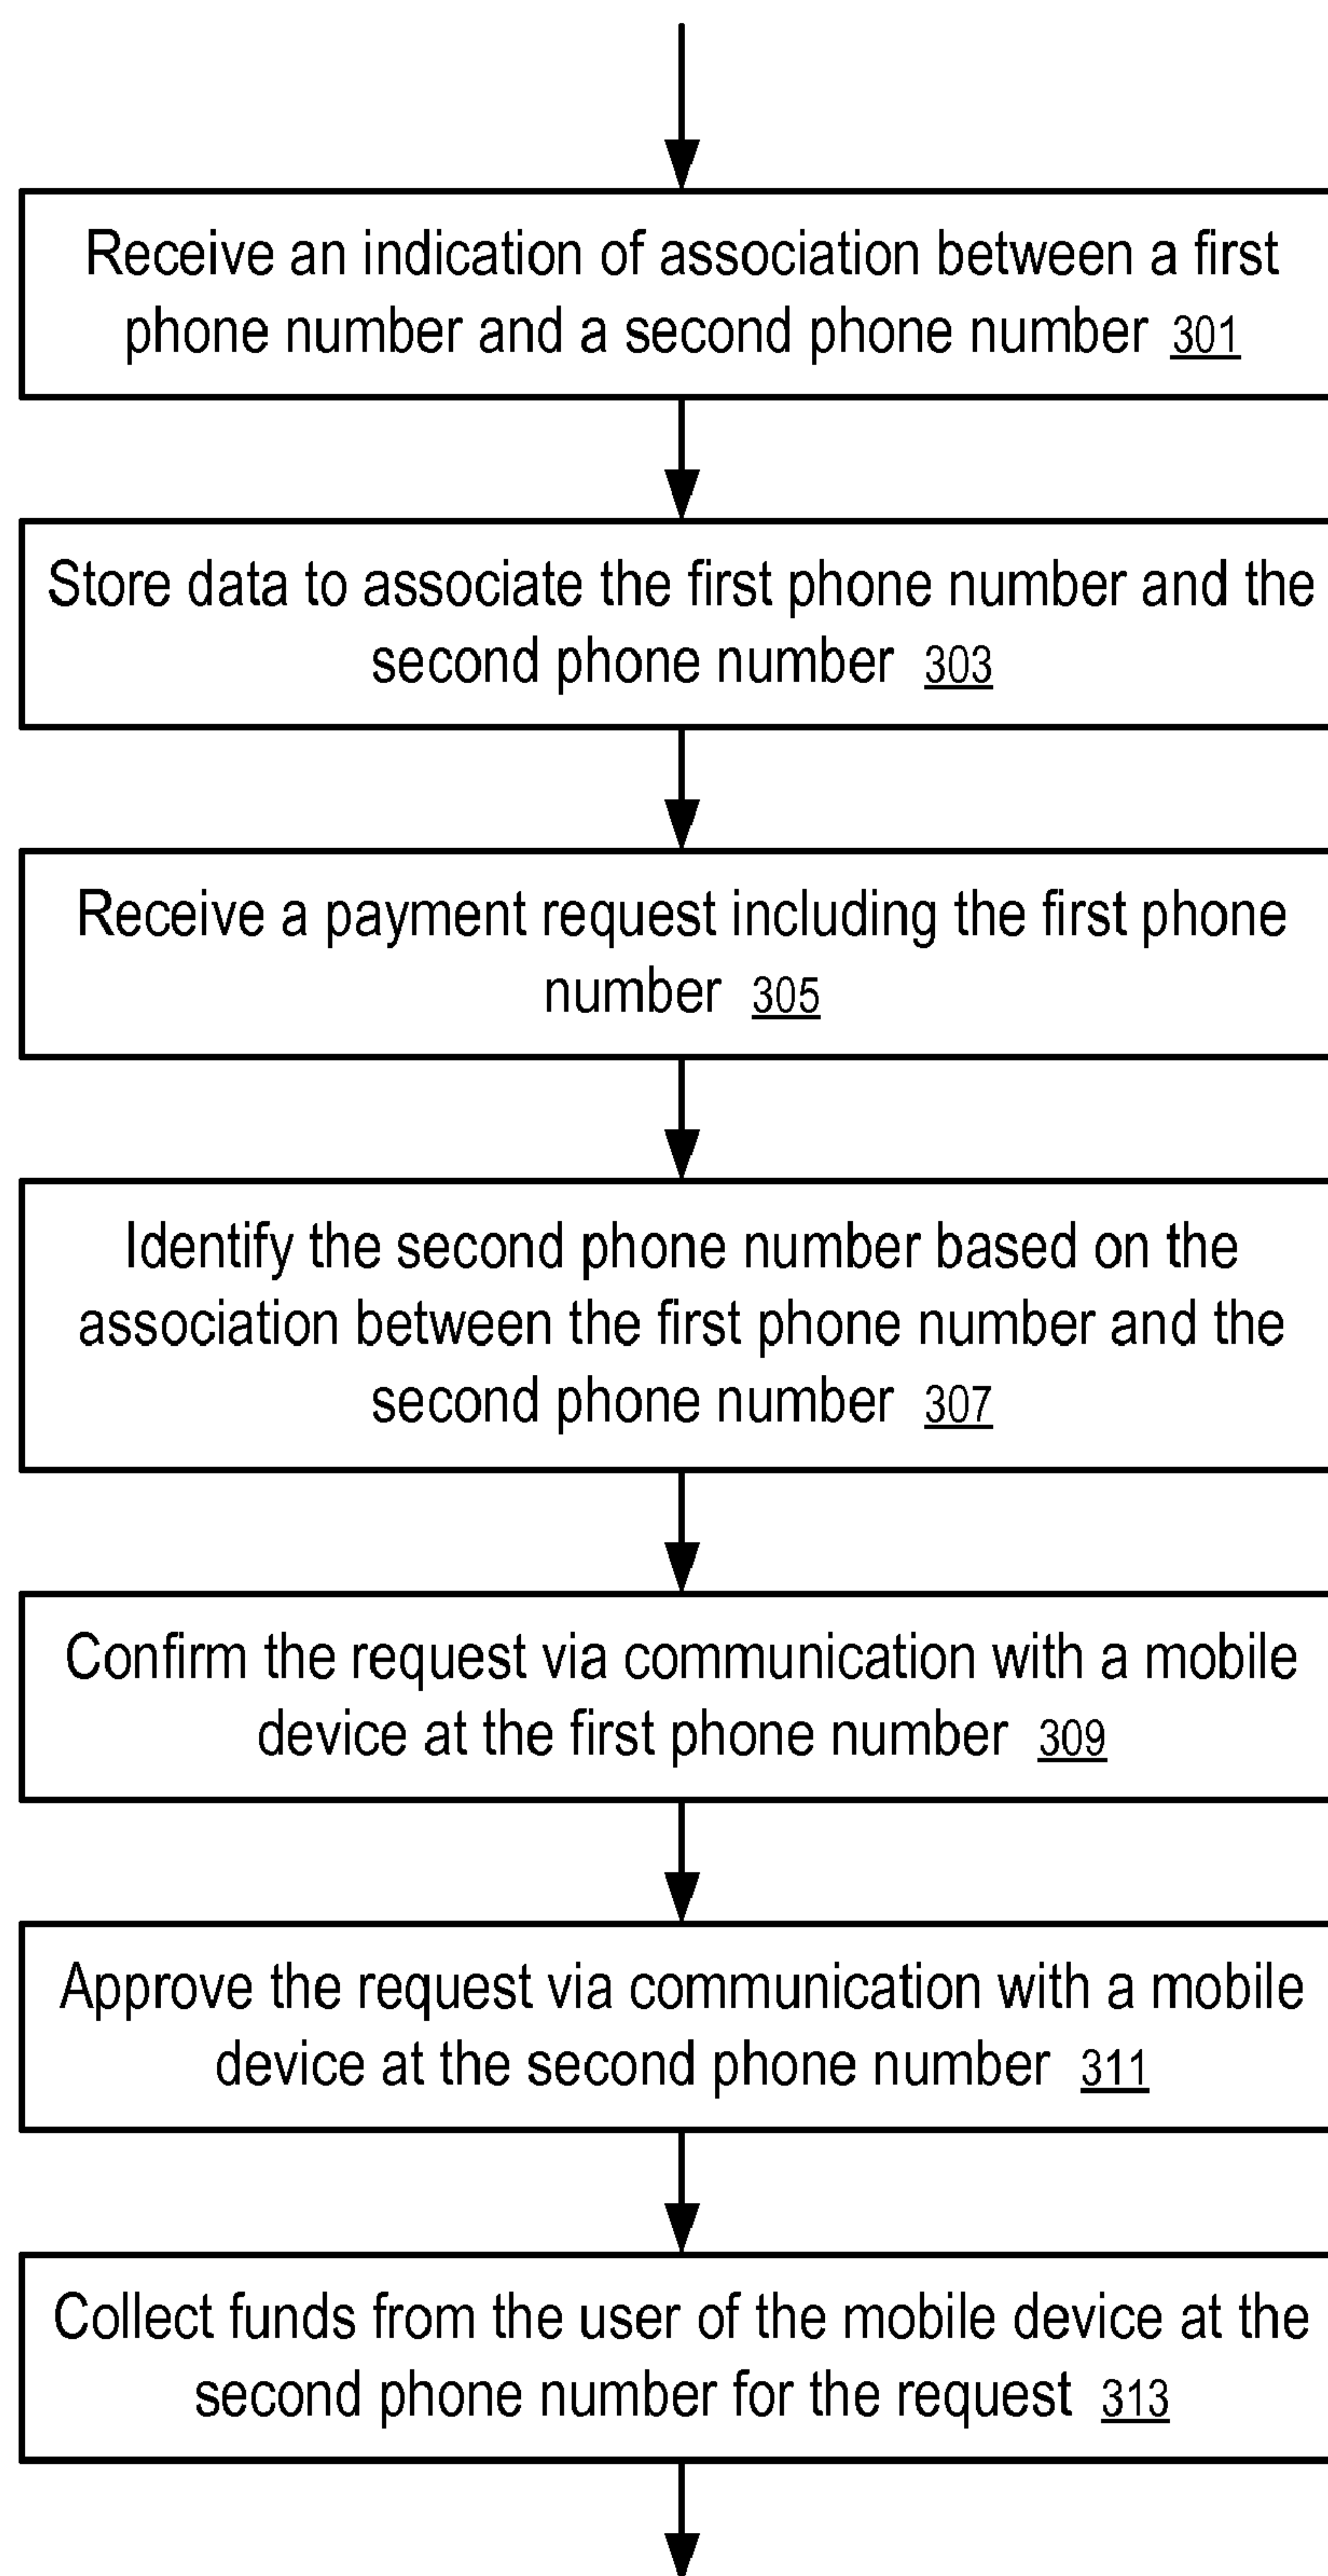 Receive an indication of association between a first
phone number and a second phone number 301
Store data to associate the first phone number and the
second phone number 303
Receive a payment request including the first phone
number 305
Identify the second phone number based on the
association between the first phone number and the
second phone number 307
Confirm the request via communication with a mobile
device at the first phone number 309
Approve the request via communication with a mobile
device at the second phone number 311
Collect funds from the user of the mobile device at the
second phone number for the request 313